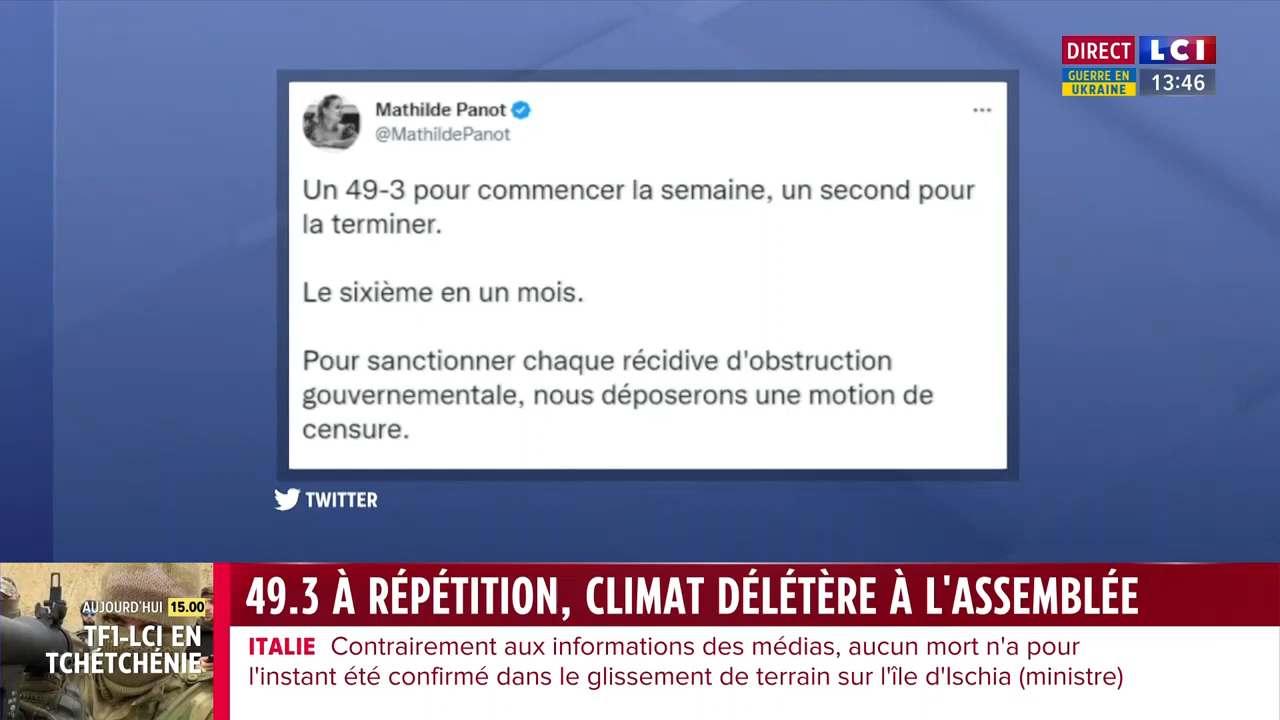 DIRECT LCI
GUERRE EN
UKRAINE
13:46
Mathilde Panot
@MathildePanot
Un 49-3 pour commencer la semaine, un second pour
la terminer.
Le sixième en un mois.
Pour sanctionner chaque récidive d'obstruction
gouvernementale, nous déposerons une motion de
censure.
TWITTER
AUJOURD'HUI 15.00
TF1-LCI EN
TCHÉTCHÉNIE
49.3 À RÉPÉTITION, CLIMAT DÉLÉTÈRE À L'ASSEMBLÉE
ITALIE Contrairement aux informations des médias, aucun mort n'a pour
l'instant été confirmé dans le glissement de terrain sur l'île d'Ischia (ministre)